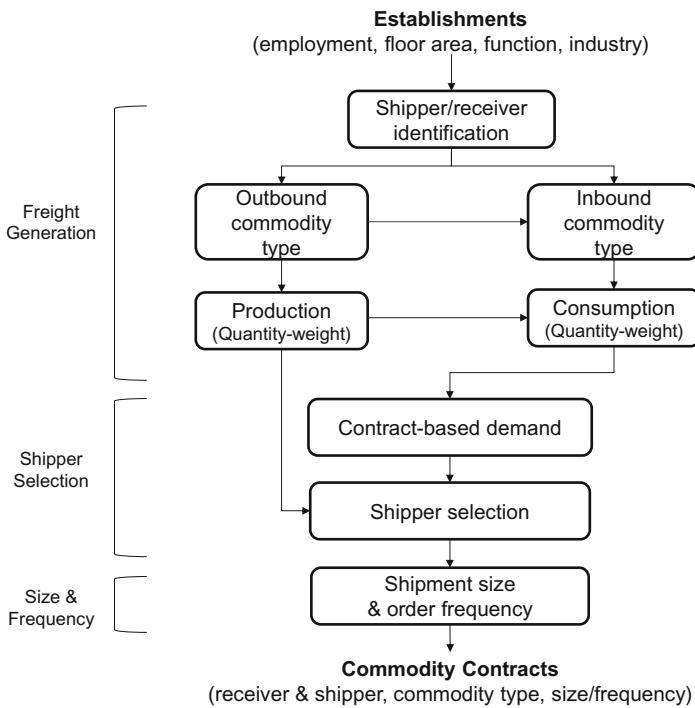 Establishments
(employment, floor area, function, industry)
Shipper/receiver
identification
Freight
Generation
Outbound
commodity
type
Inbound
commodity
type
Production
(Quantity-weight)
Consumption
(Quantity-weight)
Shipper
Selection
Contract-based demand
Shipper selection
Size &
Frequency
Shipment size
& order frequency
Commodity Contracts
(receiver & shipper, commodity type, size/frequency)